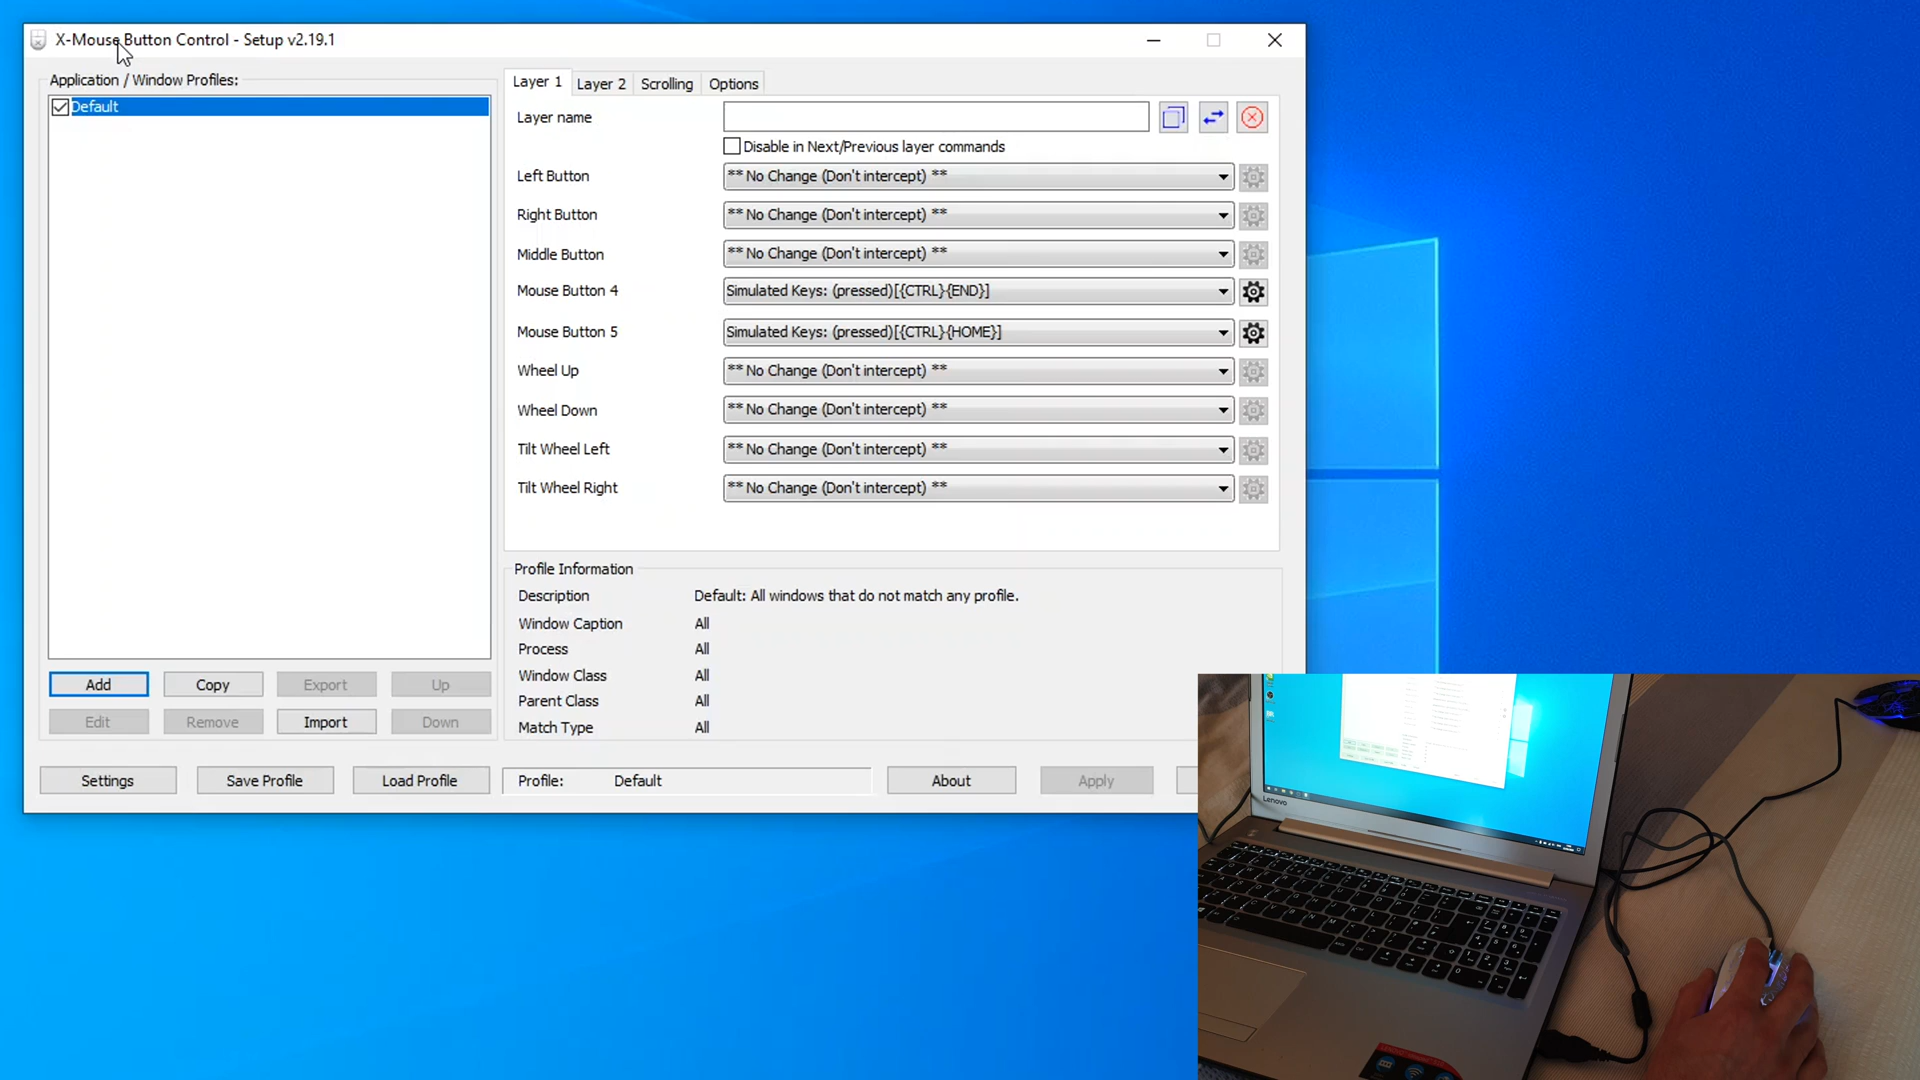 X-Mouse Button Control - Setup v2.19.1
Application / Window Profiles:
Default
Layer 1
Layer 2
Scrolling
Options
Layer name
Disable in Next/Previous layer commands
Left Button
** No Change (Don't intercept) **
Right Button
** No Change (Don't intercept) **
Middle Button
** No Change (Don't intercept) **
Mouse Button 4
Simulated Keys: (pressed)[{CTRL}{END}]
Mouse Button 5
Simulated Keys: (pressed)[{CTRL}{HOME}]
Wheel Up
** No Change (Don't intercept) **
Wheel Down
** No Change (Don't intercept) **
Tilt Wheel Left
** No Change (Don't intercept) **
Tilt Wheel Right
** No Change (Don't intercept) **
Profile Information
Description
Default: All windows that do not match any profile.
Window Caption
All
Process
All
Window Class
All
Parent Class
All
Match Type
All
Add
Copy
Export
Up
Edit
Remove
Import
Down
Settings
Save Profile
Load Profile
Profile:
Default
About
Apply
Lenovo